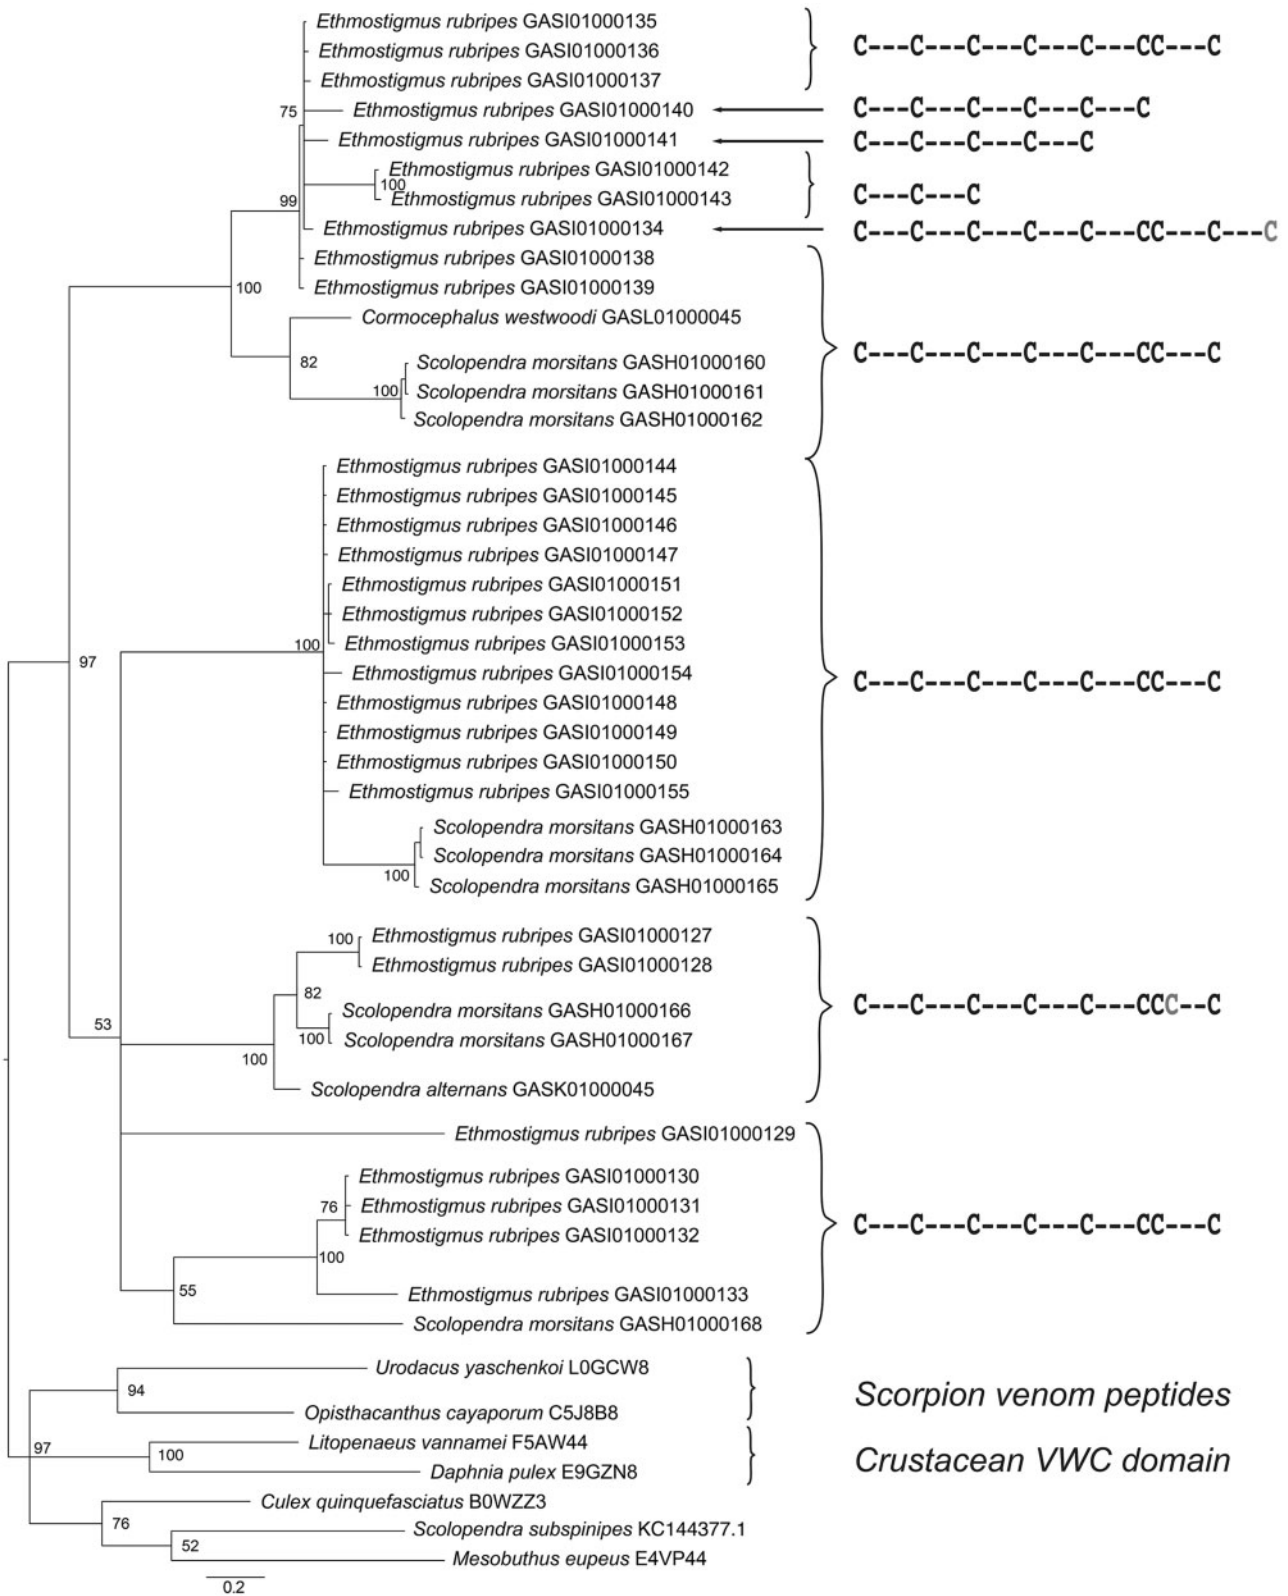 Ethmostigmus rubripes GASI01000135
Ethmostigmus rubripes GASI01000136
C---C---C---C---C---CC---C
Ethmostigmus rubripes GASI01000137
75
Ethmostigmus rubripes GASI01000140
C---C---C---C---C---C
Ethmostigmus rubripes GASI01000141
C---C---C---C---C
Ethmostigmus rubripes GASI01000142
100
Ethmostigmus rubripes GASI01000143
C---C---C
99
Ethmostigmus rubripes GASI01000134
C---C---C---C---C---CC---C---C
Ethmostigmus rubripes GASI01000138
100
Ethmostigmus rubripes GASI01000139
Cormocephalus westwoodi GASL01000045
82
Scolopendra morsitans GASH01000160
C---C---C---C---C---CC---C
100
Scolopendra morsitans GASH01000161
Scolopendra morsitans GASH01000162
Ethmostigmus rubripes GASI01000144
Ethmostigmus rubripes GASI01000145
Ethmostigmus rubripes GASI01000146
Ethmostigmus rubripes GASI01000147
Ethmostigmus rubripes GASI01000151
Ethmostigmus rubripes GASI01000152
100
Ethmostigmus rubripes GASI01000153
97
Ethmostigmus rubripes GASI01000154
C---C---C---C---C---CC---C
Ethmostigmus rubripes GASI01000148
Ethmostigmus rubripes GASI01000149
Ethmostigmus rubripes GASI01000150
Ethmostigmus rubripes GASI01000155
Scolopendra morsitans GASH01000163
Scolopendra morsitans GASH01000164
100
Scolopendra morsitans GASH01000165
100
Ethmostigmus rubripes GASI01000127
Ethmostigmus rubripes GASI01000128
82
Scolopendra morsitans GASH01000166
C---C---C---C---C---CCC--C
53
100
Scolopendra morsitans GASH01000167
100
Scolopendra alternans GASK01000045
Ethmostigmus rubripes GASI01000129
Ethmostigmus rubripes GASI01000130
76
Ethmostigmus rubripes GASI01000131
Ethmostigmus rubripes GASI01000132
C---C---C---C---C---CC---C
100
55
Ethmostigmus rubripes GASI01000133
Scolopendra morsitans GASH01000168
Urodacus yaschenkoi L0GCW8
94
Scorpion venom peptides
Opisthacanthus cayaporum C5J8B8
97
Litopenaeus vannamei F5AW44
100
Crustacean VWC domain
Daphnia pulex E9GZN8
Culex quinquefasciatus B0WZZ3
76
Scolopendra subspinipes KC144377.1
52
Mesobuthus eupeus E4VP44
0.2